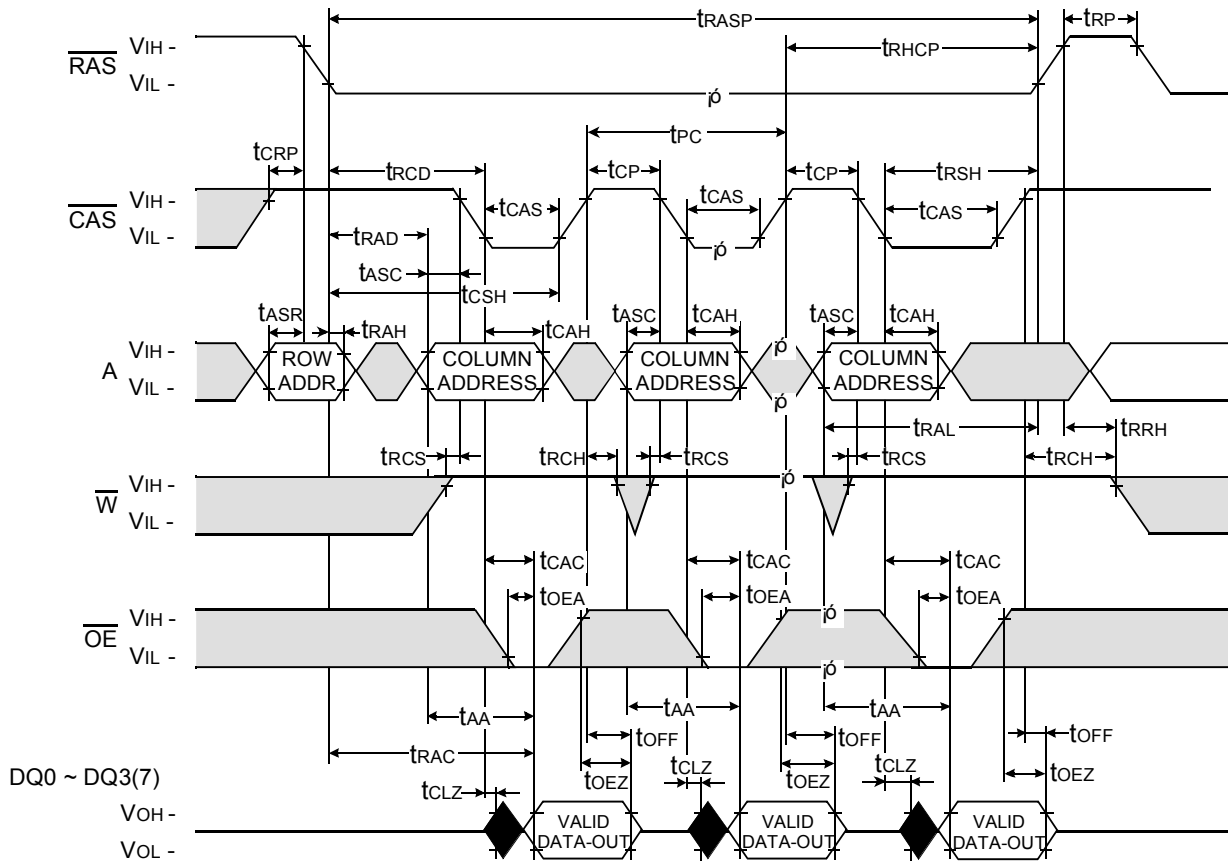 tRASP
tRP
tRHCP
RAS
VIH -
VIL -
¡ó
tPC
tCRP
tRCD
tCP
tCP
tRSH
CAS
VIH -
VIL -
tCAS
tCAS
tCAS
¡ó
tRAD
tASC
tCSH
tASR
tRAH
tCAH
tASC
tCAH
tASC
tCAH
A
VIH -
VIL -
ROW
ADDR.
COLUMN
ADDRESS
COLUMN
ADDRESS
COLUMN
ADDRESS
¡ó
¡ó
tRAL
tRRH
tRCS
tRCH
tRCS
tRCS
tRCH
W
VIH -
VIL -
¡ó
tCAC
tCAC
tCAC
tOEA
tOEA
tOEA
OE
VIH -
VIL -
¡ó
¡ó
tAA
tAA
tAA
tRAC
tOFF
tOFF
tOFF
tOEZ
tOEZ
tOEZ
DQ0 ~ DQ3(7)
tCLZ
tCLZ
tCLZ
VOH -
VOL -
VALID
DATA-OUT
VALID
DATA-OUT
VALID
DATA-OUT